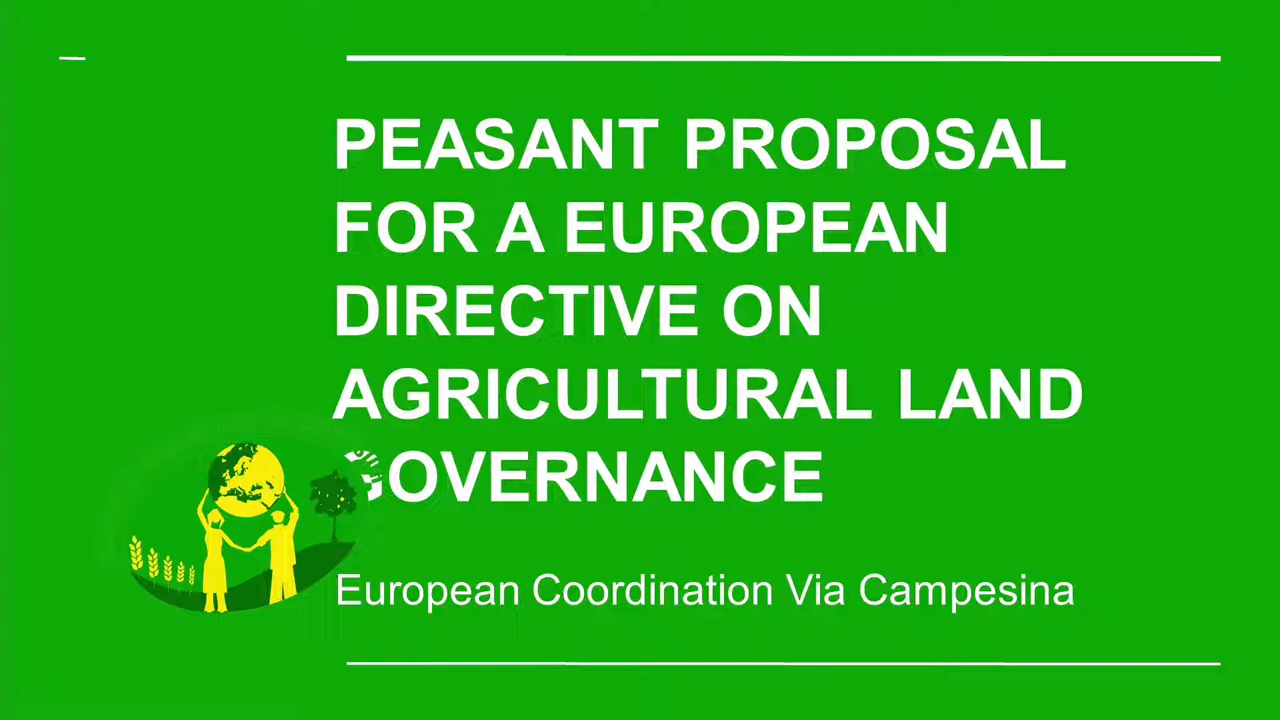 PEASANT PROPOSAL
FOR A EUROPEAN
DIRECTIVE ON
AGRICULTURAL LAND
GOVERNANCE
European Coordination Via Campesina